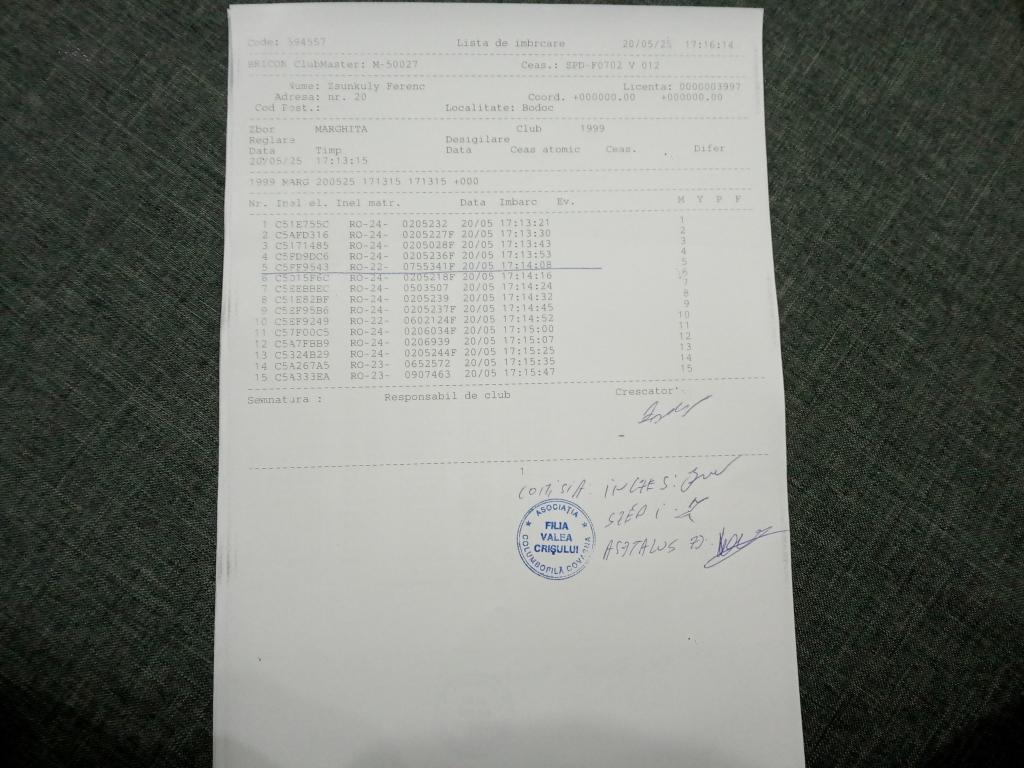 Code: 594557 Lista de imbrcare 20/05/25 17:16:14
BRICON ClubMaster: M-50027 Ceas.: SPD-F0702 V 012
Nume: Zsunkuly Ferenc Licenta: 0000003997
Adresa: nr. 20 Coord. +000000.00 +000000.00
Cod Post.: Localitate: Bodoc
Zbor MARGHITA Club 1999
Reglare Desigilare
Data Timp Data Ceas atomic Ceas. Difer
20/05/25 17:13:15
1999 MARG 200525 171315 171315 +000
Nr. Inel el. Inel matr. Data Imbarc Ev. M Y P F
1 C51E755C RO-24- 0205232 20/05 17:13:21 1
2 C5AFD316 RO-24- 0205227F 20/05 17:13:30 2
3 C5171485 RO-24- 0205028F 20/05 17:13:43 3
4 C5FD9DC6 RO-24- 0205236F 20/05 17:13:53 4
5 C5FF9543 RO-22- 0755341F 20/05 17:14:08 5
C5D15F6C RO-24- 0205218F 20/05 17:14:16
7 C5EEBBEC RO-24- 0503507 20/05 17:14:24 7
8 C51E82BF RO-24- 0205239 20/05 17:14:32 8
9 C5EF95B6 RO-24- 0205237F 20/05 17:14:45 9
10 C5EF9249 RO-22- 0602124F 20/05 17:14:52 10
11 C57F00C5 RO-24- 0206034F 20/05 17:15:00 11
12 C5A7FBB9 RO-24- 0206939 20/05 17:15:07 12
13 C5324B29 RO-24- 0205244F 20/05 17:15:25 13
14 C5A267A5 RO-23- 0652572 20/05 17:15:35 14
15 C5A333EA RO-23- 0907463 20/05 17:15:47 15
Semnatura : Responsabil de club Crescator
1
ASOCIAȚIA
FILIA
VALEA
CRIȘULUI
COLUMBOFILĂ COVASNA